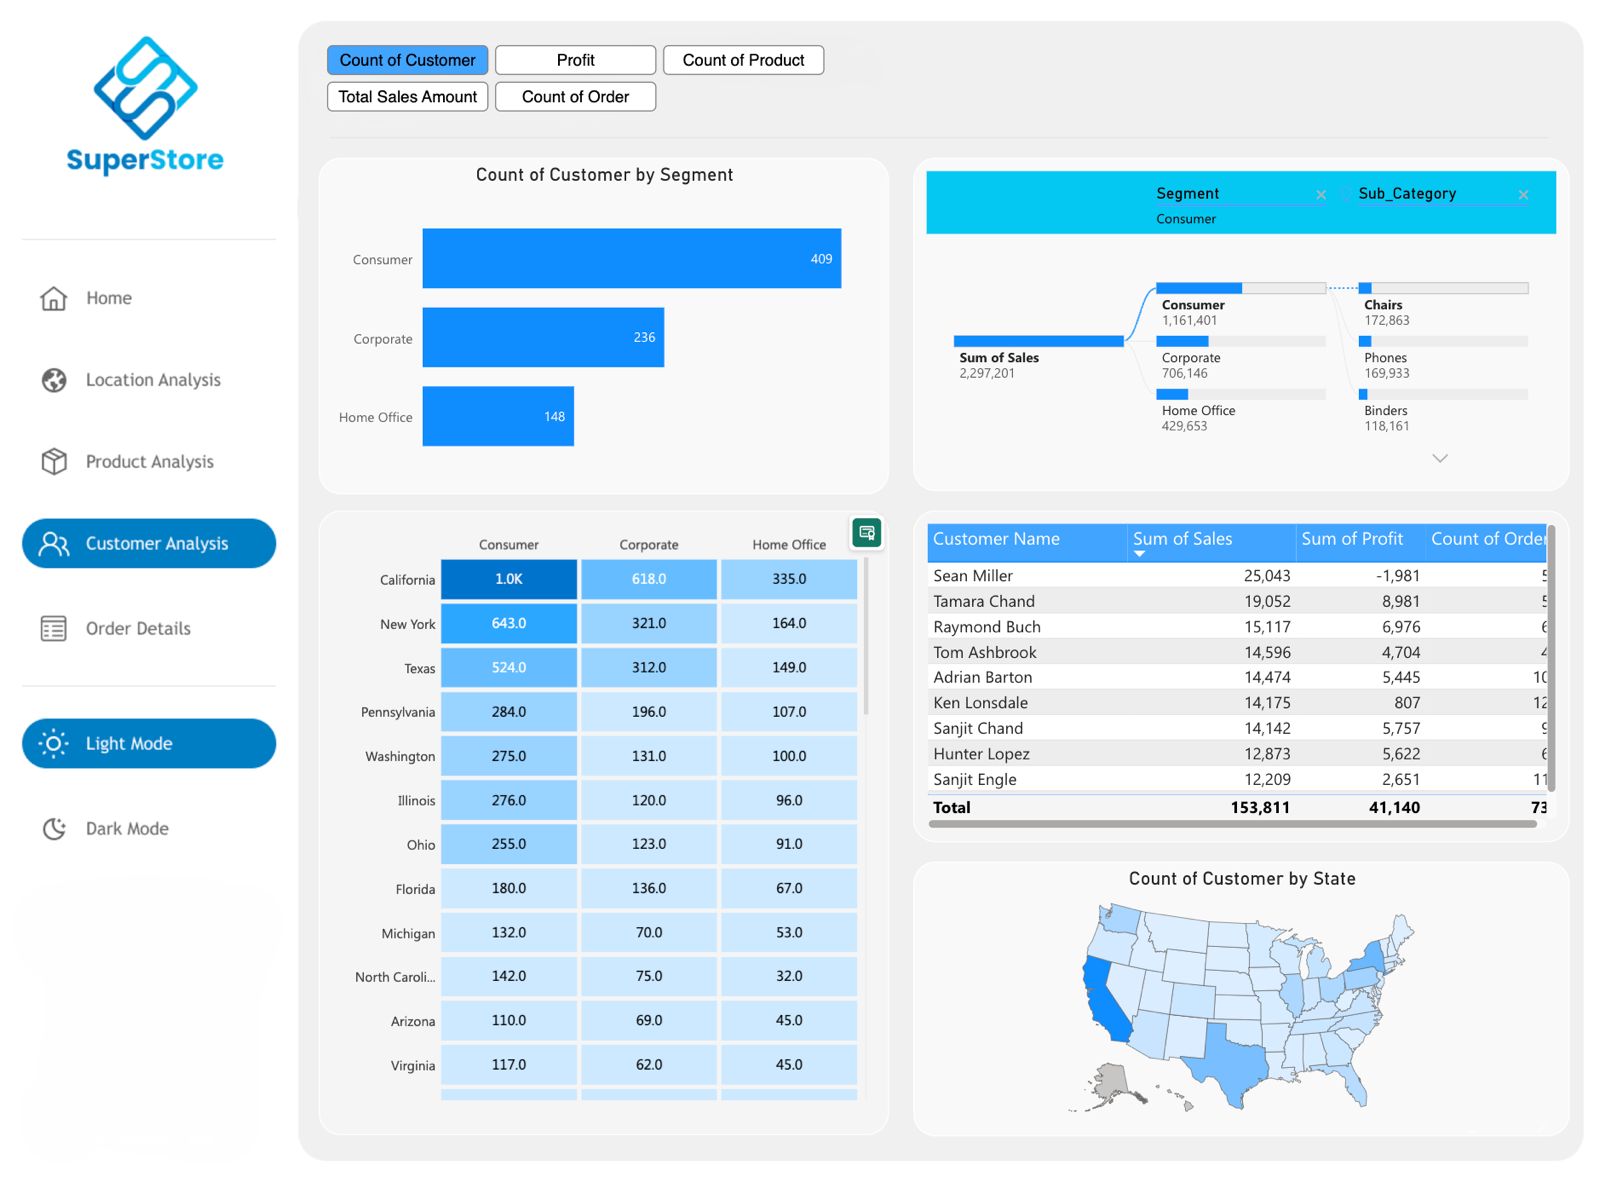 SuperStore
Home
Location Analysis
Product Analysis
Customer Analysis
Order Details
Light Mode
Dark Mode
Count of Customer Profit Count of Product
Total Sales Amount Count of Order
Count of Customer by Segment
Consumer 409
Corporate 236
Home Office 148
Segment Sub_Category
Consumer
Sum of Sales
2,297,201
Consumer
1,161,401
Corporate
706,146
Home Office
429,653
Chairs
172,863
Phones
169,933
Binders
118,161
Consumer Corporate Home Office
California 1.0K 618.0 335.0
New York 643.0 321.0 164.0
Texas 524.0 312.0 149.0
Pennsylvania 284.0 196.0 107.0
Washington 275.0 131.0 100.0
Illinois 276.0 120.0 96.0
Ohio 255.0 123.0 91.0
Florida 180.0 136.0 67.0
Michigan 132.0 70.0 53.0
North Caroli... 142.0 75.0 32.0
Arizona 110.0 69.0 45.0
Virginia 117.0 62.0 45.0
Customer Name Sum of Sales Sum of Profit Count of Order
Sean Miller 25,043 -1,981
Tamara Chand 19,052 8,981
Raymond Buch 15,117 6,976
Tom Ashbrook 14,596 4,704
Adrian Barton 14,474 5,445 10
Ken Lonsdale 14,175 807 12
Sanjit Chand 14,142 5,757
Hunter Lopez 12,873 5,622
Sanjit Engle 12,209 2,651 11
Total 153,811 41,140 73
Count of Customer by State